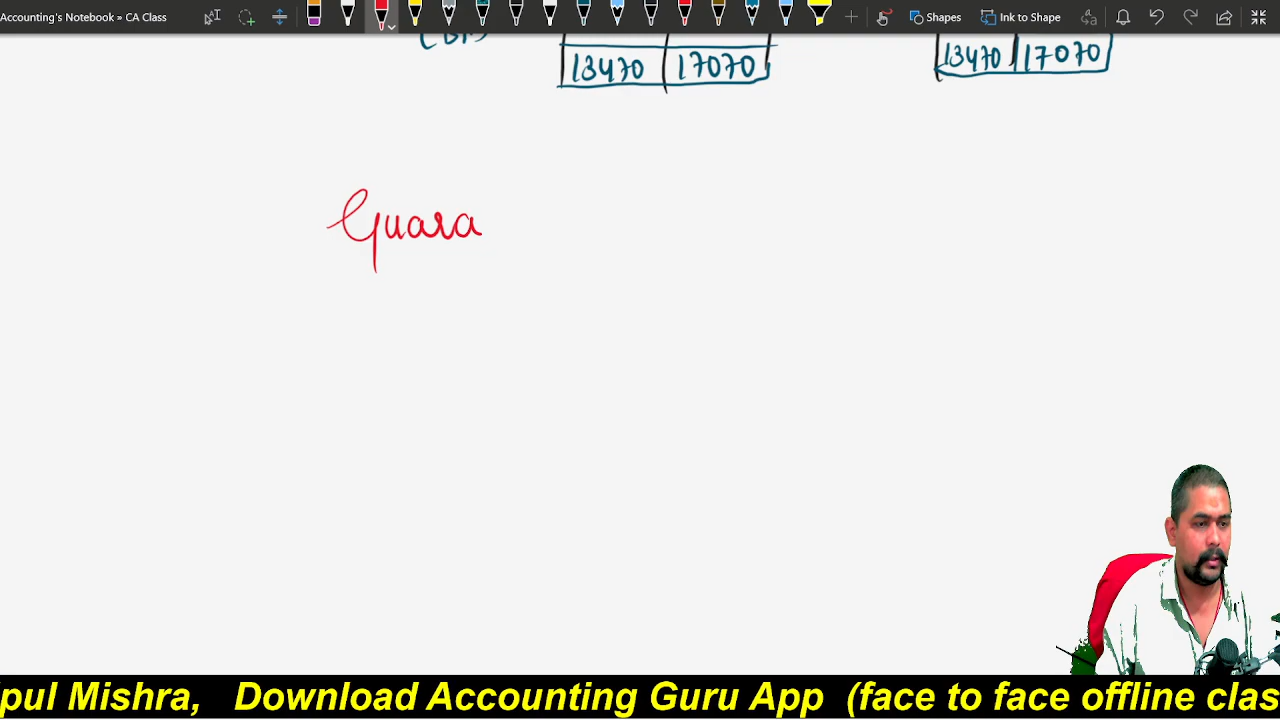 Accounting's Notebook » CA Class
Shapes
Ink to Shape
13470 17070
13470 17070
Guara
pul Mishra, Download Accounting Guru App (face to face offline clas